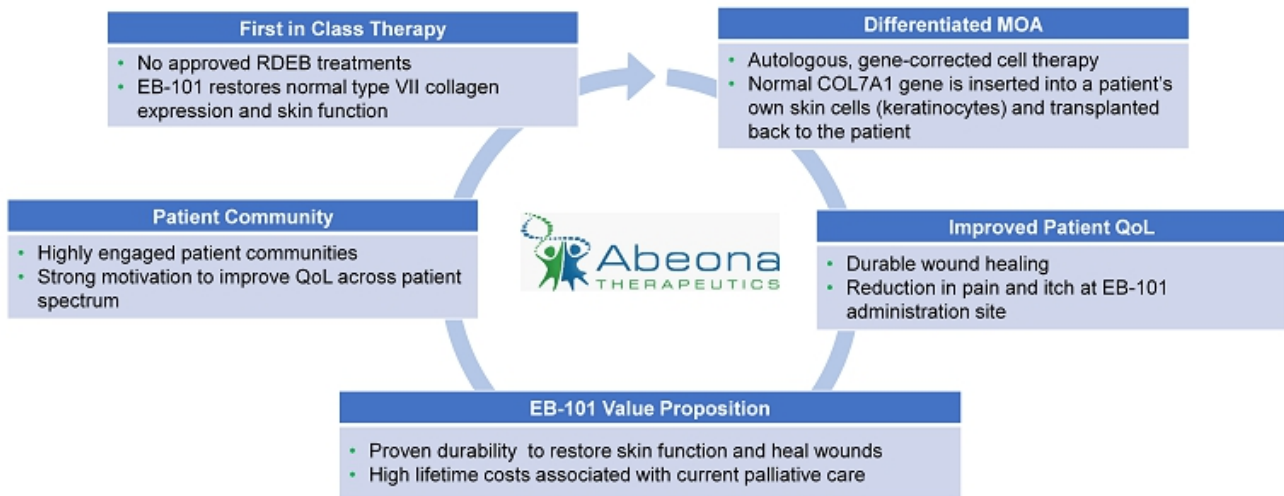 First in Class Therapy
• No approved RDEB treatments
• EB-101 restores normal type VII collagen
expression and skin function
Differentiated MOA
• Autologous, gene-corrected cell therapy
• Normal COL7A1 gene is inserted into a patient's
own skin cells (keratinocytes) and transplanted
back to the patient
Patient Community
• Highly engaged patient communities
• Strong motivation to improve QoL across patient
spectrum
Abeona
THERAPEUTICS
Improved Patient QoL
• Durable wound healing
• Reduction in pain and itch at EB-101
administration site
EB-101 Value Proposition
• Proven durability to restore skin function and heal wounds
• High lifetime costs associated with current palliative care